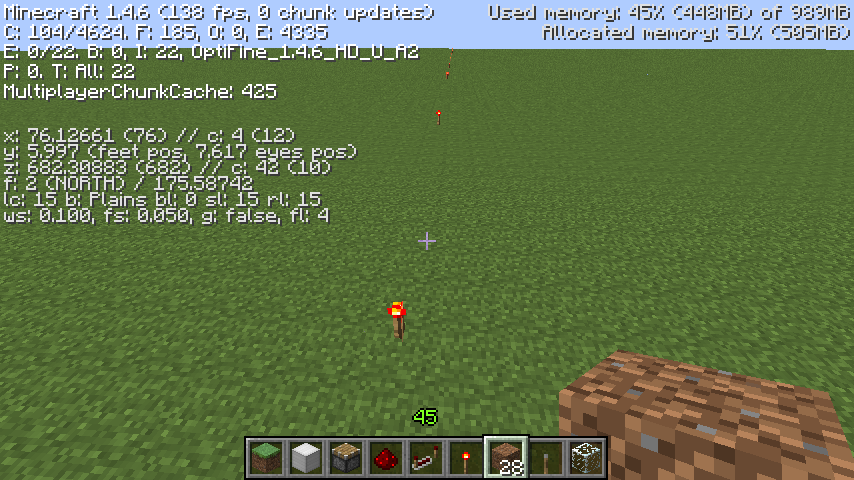 Minecraft 1.4.6 (138 fps, 0 chunk updates)
Used memory: 45% (448MB) of 989MB
C: 104/4624, F: 185, O: 0, E: 4335
Allocated memory: 51% (505MB)
E: 0/22. B: 0, I: 22, OptiFine_1.4.6_HD_U_A2
P: 0. T: All: 22
MultiplayerChunkCache: 425
x: 76.12661 (76) // c: 4 (12)
y: 5.997 (feet pos, 7.617 eyes pos)
z: 682.30883 (682) // c: 42 (10)
f: 2 (NORTH) / 175.58742
lc: 15 b: Plains bl: 0 sl: 15 rl: 15
ws: 0.100, fs: 0.050, g: false, fl: 4
45
28